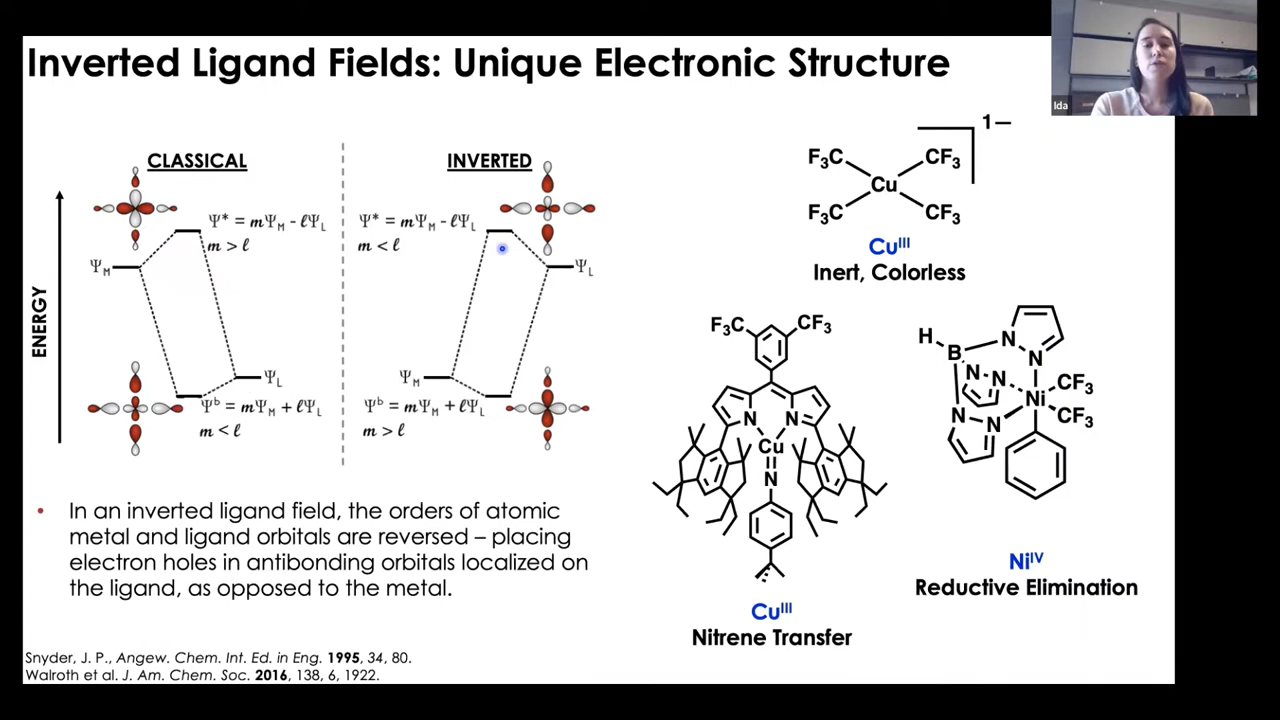 Inverted Ligand Fields: Unique Electronic Structure
Ida
CLASSICAL
INVERTED
ENERGY
Ψ* = mΨM - ℓΨL
m > ℓ
ΨM
ΨL
Ψb = mΨM + ℓΨL
m < ℓ
Ψ* = mΨM - ℓΨL
m < ℓ
ΨL
ΨM
Ψb = mΨM + ℓΨL
m > ℓ
1—
F3C
CF3
Cu
F3C
CF3
CuIII
Inert, Colorless
F3C
CF3
N
N
Cu
N
CuIII
Nitrene Transfer
H
B
N
N
N
N
CF3
Ni
N
N
CF3
NiIV
Reductive Elimination
• In an inverted ligand field, the orders of atomic
metal and ligand orbitals are reversed – placing
electron holes in antibonding orbitals localized on
the ligand, as opposed to the metal.
Snyder, J. P., Angew. Chem. Int. Ed. in Eng. 1995, 34, 80.
Walroth et al. J. Am. Chem. Soc. 2016, 138, 6, 1922.